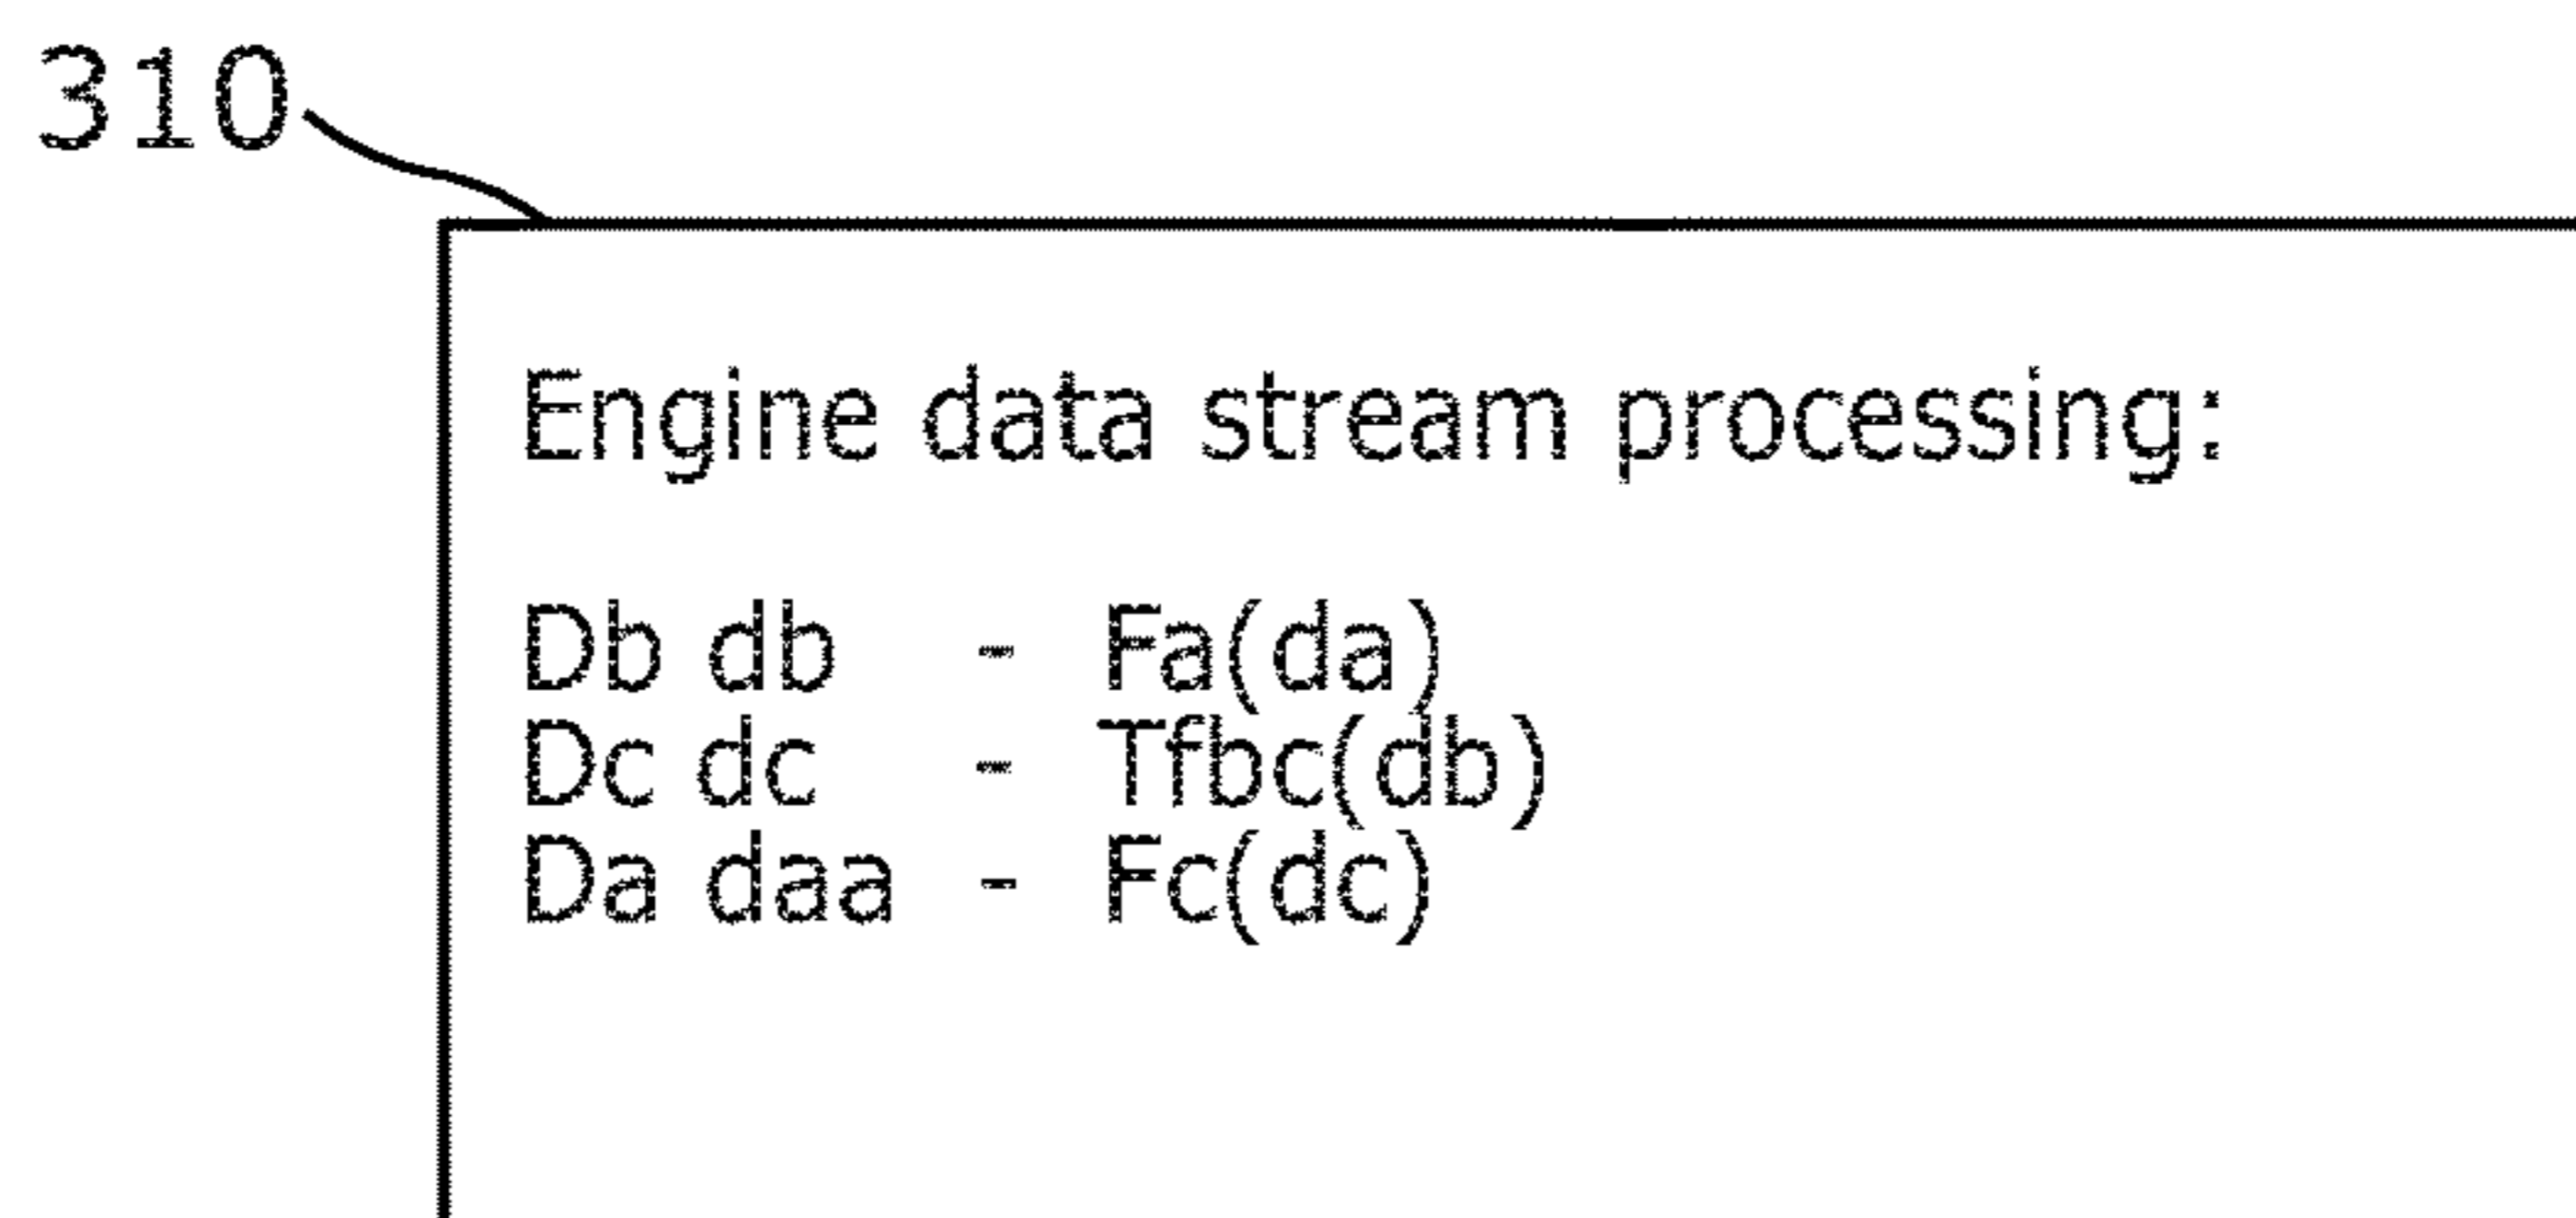 310
Engine data stream processing:
Db db - Fa(da)
Dc dc - Tfbc(db)
Da daa - Fc(dc)